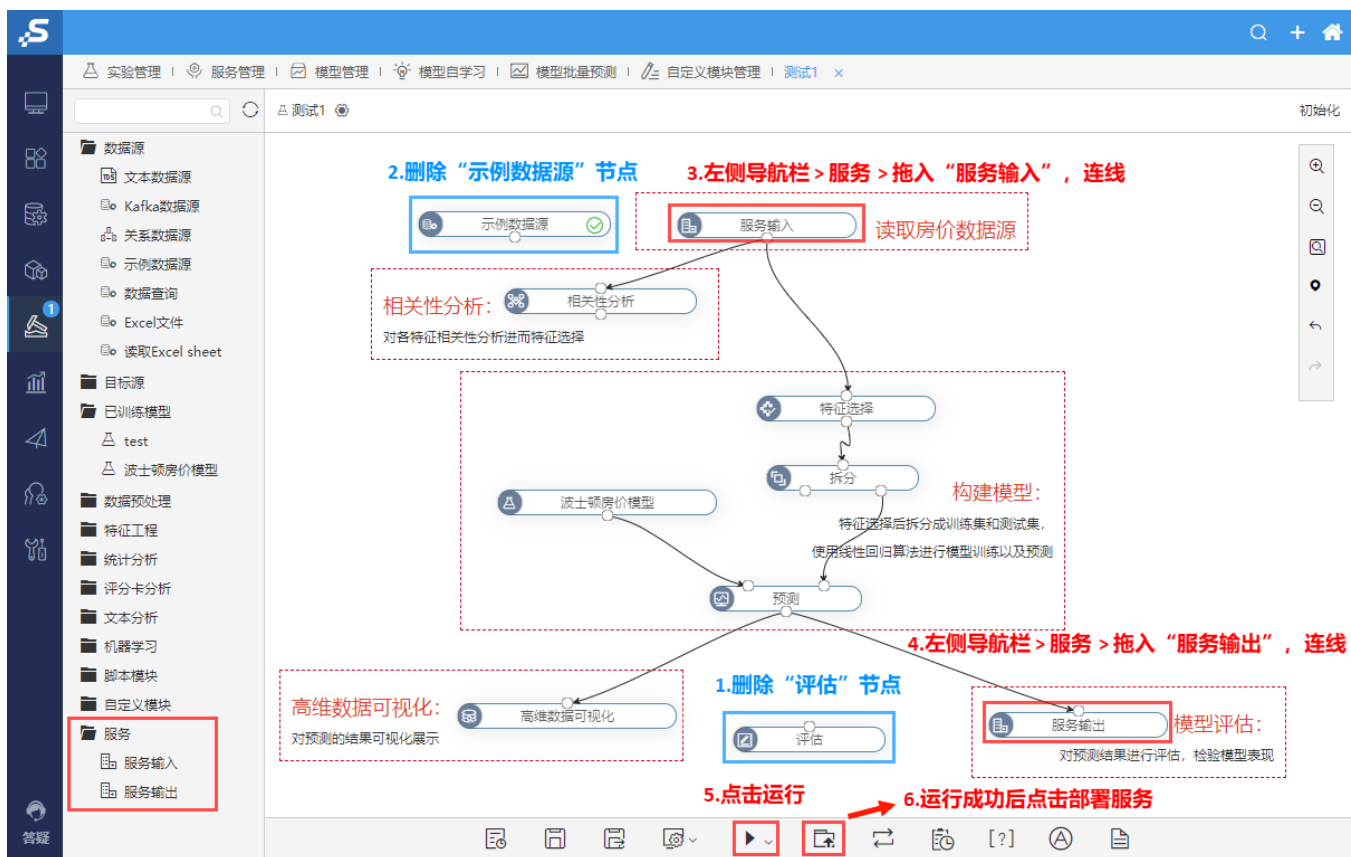 实验管理
服务管理
模型管理
模型自学习
模型批量预测
自定义模块管理
测试1
测试1
初始化
1
答疑
数据源
文本数据源
Kafka数据源
关系数据源
示例数据源
数据查询
Excel文件
读取Excel sheet
目标源
已训练模型
test
波士顿房价模型
数据预处理
特征工程
统计分析
评分卡分析
文本分析
机器学习
脚本模块
自定义模块
服务
服务输入
服务输出
2.删除“示例数据源”节点
3.左侧导航栏 > 服务 > 拖入“服务输入”，连线
示例数据源
服务输入
读取房价数据源
相关性分析：
相关性分析
对各特征相关性分析进而特征选择
特征选择
拆分
波士顿房价模型
构建模型：
特征选择后拆分成训练集和测试集，
使用线性回归算法进行模型训练以及预测
预测
4.左侧导航栏 > 服务 > 拖入“服务输出”，连线
高维数据可视化：
高维数据可视化
对预测的结果可视化展示
1.删除“评估”节点
评估
服务输出
模型评估：
对预测结果进行评估，检验模型表现
5.点击运行
6.运行成功后点击部署服务
[?]